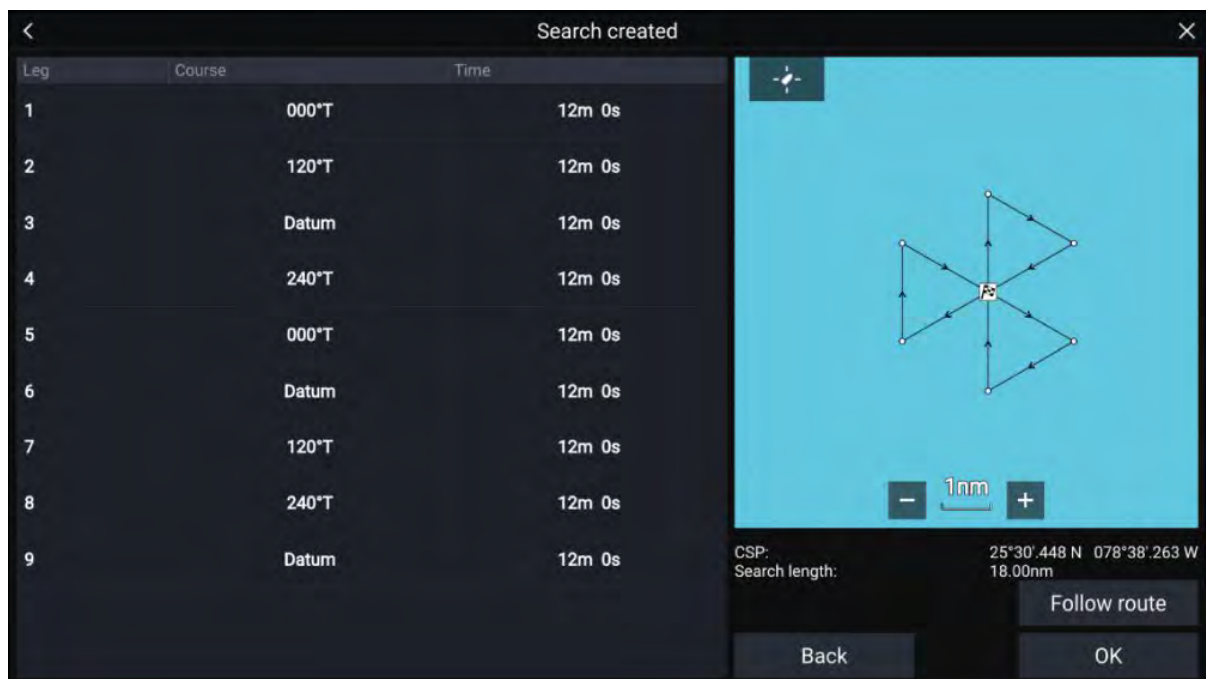 Search created
Leg Course Time
1 000°T 12m 0s
2 120°T 12m 0s
3 Datum 12m 0s
4 240°T 12m 0s
5 000°T 12m 0s
6 Datum 12m 0s
7 120°T 12m 0s
8 240°T 12m 0s
9 Datum 12m 0s
1nm
CSP: 25°30'.448 N 078°38'.263 W
Search length: 18.00nm
Follow route
Back OK